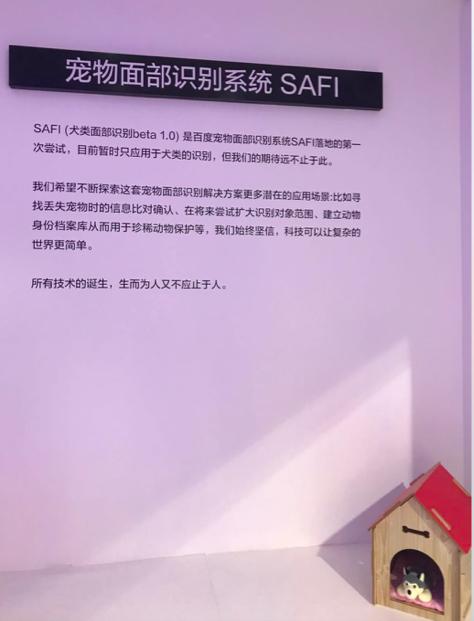 宠物面部识别系统 SAFI
SAFI (犬类面部识别beta 1.0) 是百度宠物面部识别系统SAFI落地的第一
次尝试，目前暂时只应用于犬类的识别，但我们的期待远不止于此。
我们希望不断探索这套宠物面部识别解决方案更多潜在的应用场景:比如寻
找丢失宠物时的信息比对确认、在将来尝试扩大识别对象范围、建立动物
身份档案库从而用于珍稀动物保护等，我们始终坚信，科技可以让复杂的
世界更简单。
所有技术的诞生，生而为人又不应止于人。